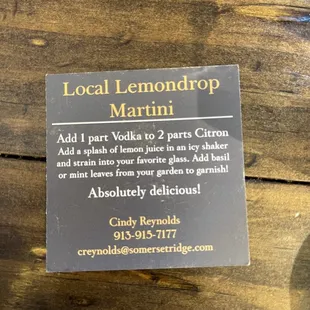 Local Lemondrop
Martini
Add 1 part Vodka to 2 parts Citron
Add a splash of lemon juice in an icy shaker
and strain into your favorite glass. Add basil
or mint leaves from your garden to garnish!
Absolutely delicious!
Cindy Reynolds
913-915-7177
creynolds@somersetridge.com